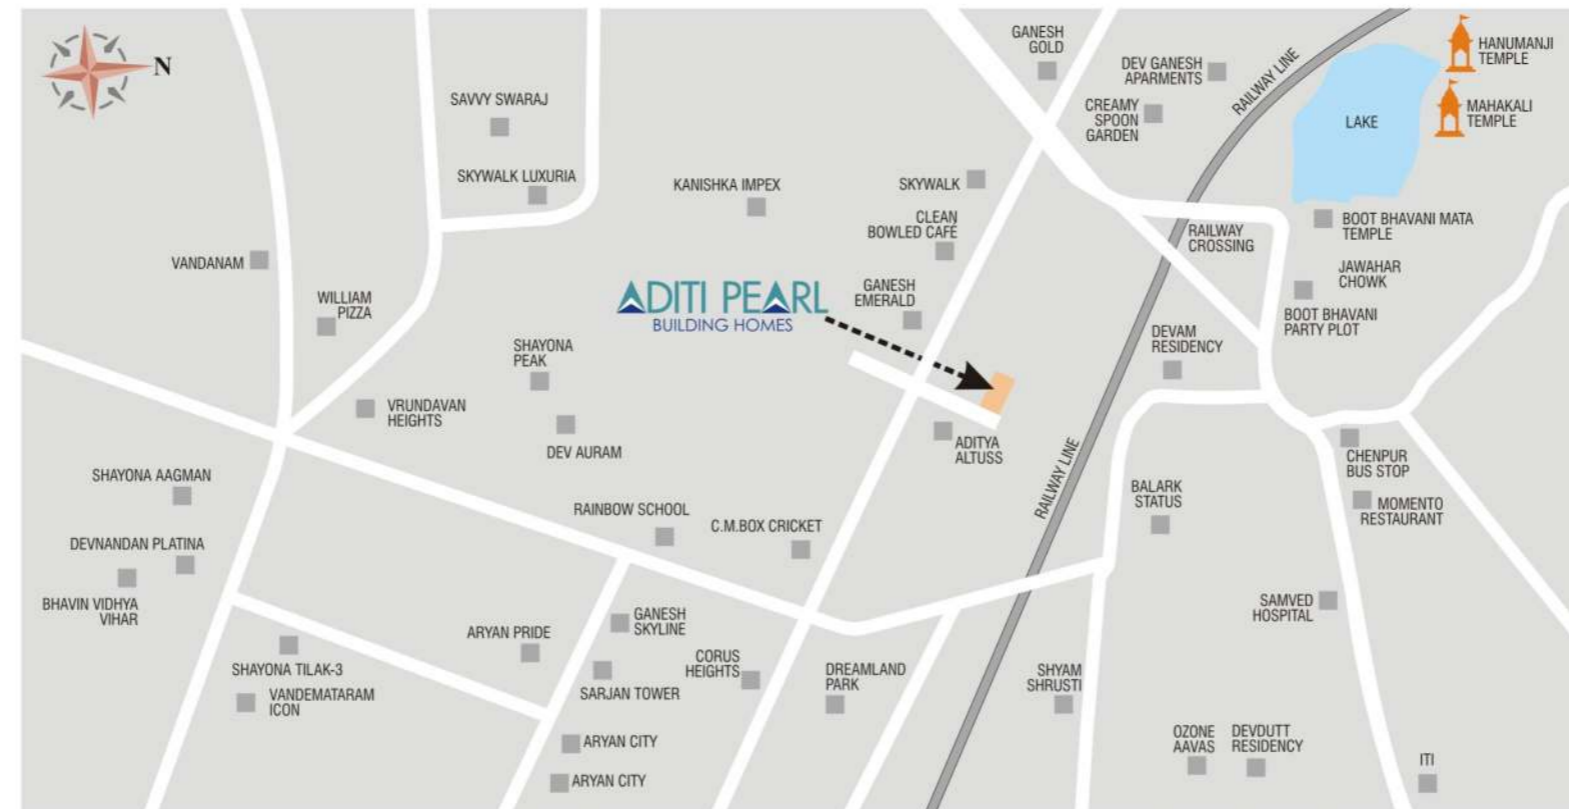 N
SAVVY SWARAJ
SKYWALK LUXURIA
VANDANAM
WILLIAM
PIZZA
KANISHKA IMPEX
GANESH
GOLD
DEV GANESH
APARMENTS
CREAMY
SPOON
GARDEN
RAILWAY LINE
LAKE
HANUMANJI
TEMPLE
MAHAKALI
TEMPLE
SKYWALK
CLEAN
BOWLED CAFÉ
GANESH
EMERALD
RAILWAY
CROSSING
BOOT BHAVANI MATA
TEMPLE
JAWAHAR
CHOWK
BOOT BHAVANI
PARTY PLOT
ADITI PEARL
BUILDING HOMES
DEVAM
RESIDENCY
SHAYONA
PEAK
VRUNDAVAN
HEIGHTS
DEV AURAM
ADITYA
ALTUSS
RAILWAY LINE
CHENPUR
BUS STOP
MOMENTO
RESTAURANT
BALARK
STATUS
SHAYONA AAGMAN
DEVNANDAN PLATINA
BHAVIN VIDHYA
VIHAR
RAINBOW SCHOOL
C.M.BOX CRICKET
SAMVED
HOSPITAL
SHAYONA TILAK-3
VANDEMATARAM
ICON
ARYAN PRIDE
GANESH
SKYLINE
SARJAN TOWER
CORUS
HEIGHTS
DREAMLAND
PARK
SHYAM
SHRUSTI
ARYAN CITY
ARYAN CITY
OZONE
AAVAS
DEVDUTT
RESIDENCY
ITI